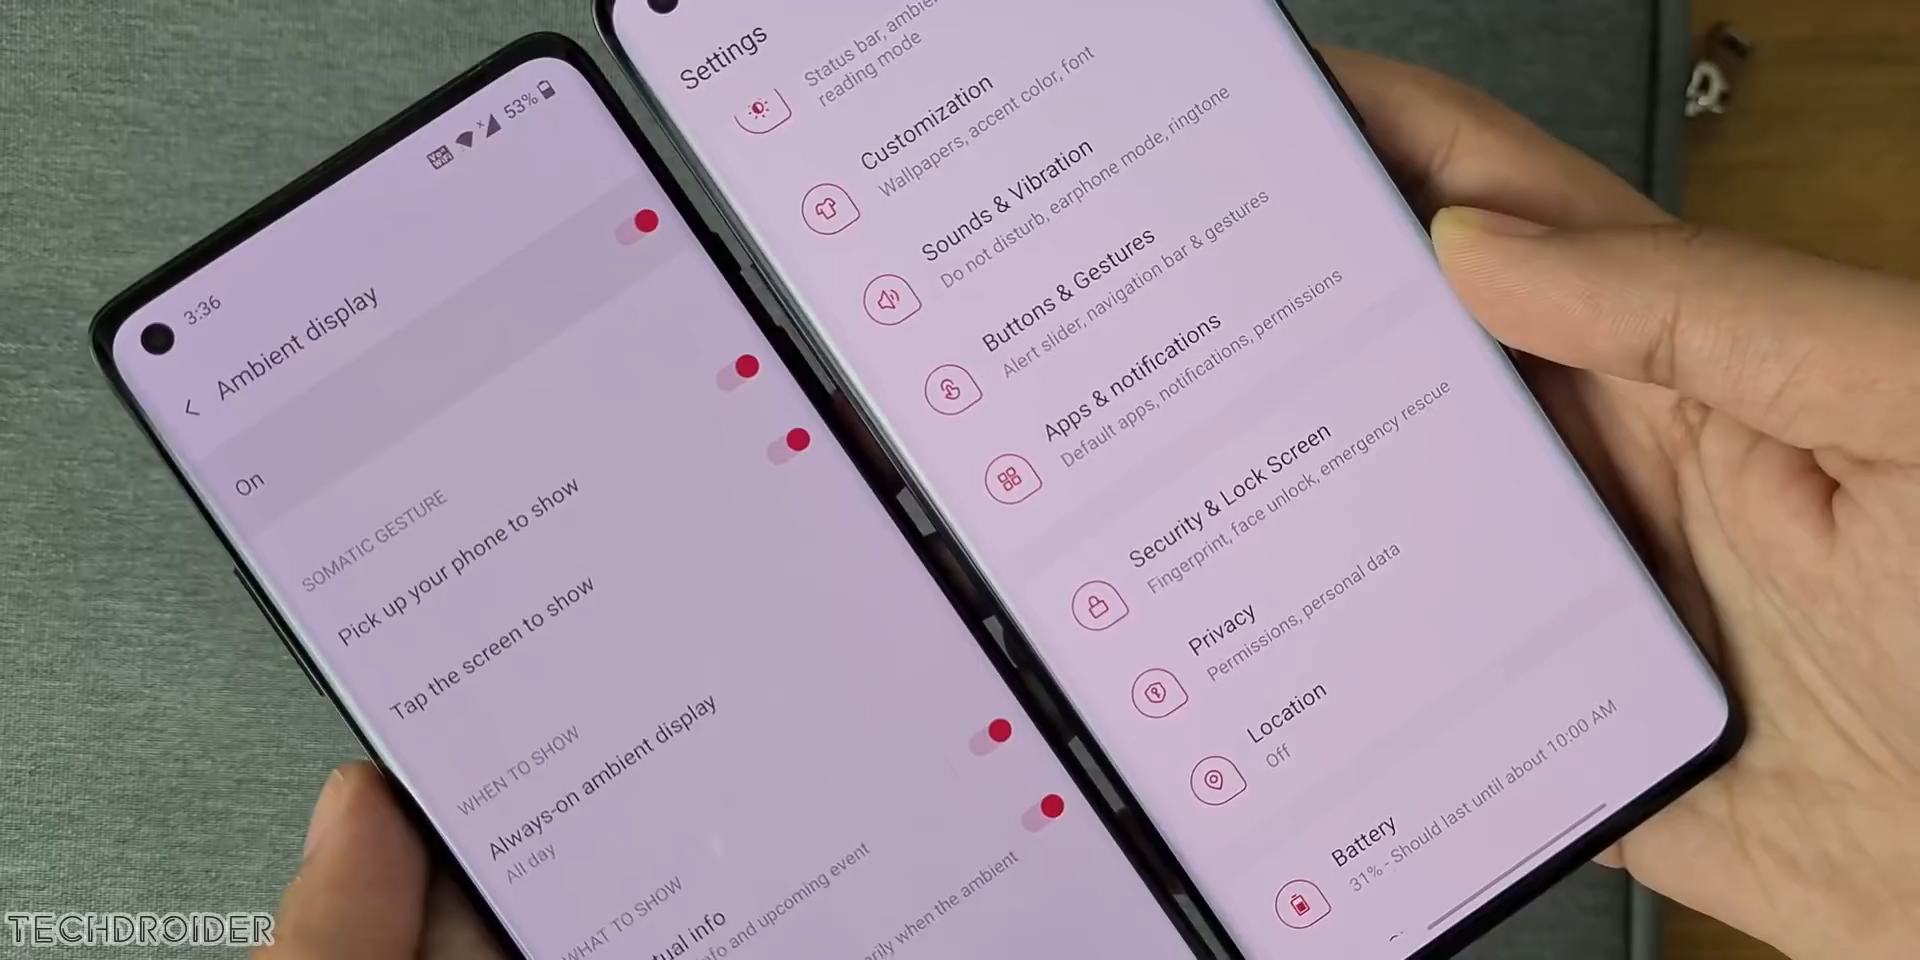 3:36
53%
Ambient display
On
SOMATIC GESTURE
Pick up your phone to show
Tap the screen to show
WHEN TO SHOW
Always-on ambient display
All day
WHAT TO SHOW
tual info
info and upcoming event
arily when the ambient
Settings
Status bar, ambie
reading mode
Customization
Wallpapers, accent color, font
Sounds & Vibration
Do not disturb, earphone mode, ringtone
Buttons & Gestures
Alert slider, navigation bar & gestures
Apps & notifications
Default apps, notifications, permissions
Security & Lock Screen
Fingerprint, face unlock, emergency rescue
Privacy
Permissions, personal data
Location
Off
Battery
31% - Should last until about 10:00 AM
TECHDROIDER